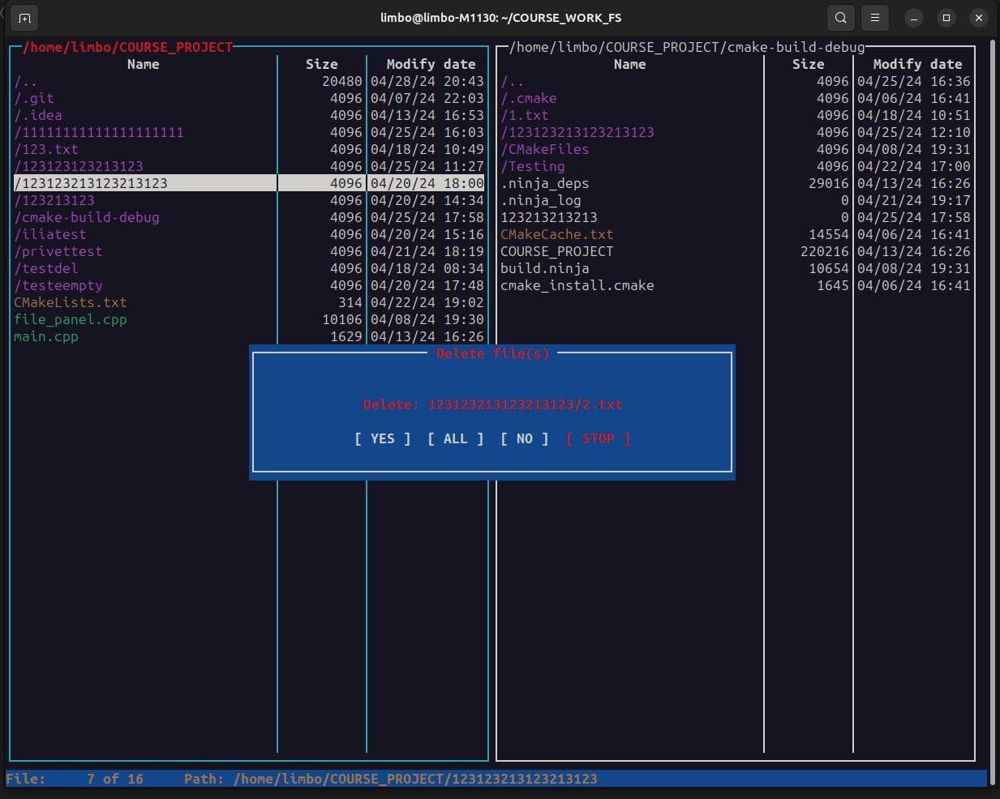 limbo@limbo-M1130: ~/COURSE_WORK_FS
/home/limbo/COURSE_PROJECT
Name Size Modify date
/.. 20480 04/28/24 20:43
/.git 4096 04/07/24 22:03
/.idea 4096 04/13/24 16:53
/11111111111111111111 4096 04/25/24 16:03
/123.txt 4096 04/18/24 10:49
/123123123213123 4096 04/25/24 11:27
/123123213123213123 4096 04/20/24 18:00
/123213123 4096 04/20/24 14:34
/cmake-build-debug 4096 04/25/24 17:58
/iliatest 4096 04/20/24 15:16
/privettest 4096 04/21/24 18:19
/testdel 4096 04/18/24 08:34
/testeempty 4096 04/20/24 17:48
CMakeLists.txt 314 04/22/24 19:02
file_panel.cpp 10106 04/08/24 19:30
main.cpp 1629 04/13/24 16:26
/home/limbo/COURSE_PROJECT/cmake-build-debug
Name Size Modify date
/.. 4096 04/25/24 16:36
/.cmake 4096 04/06/24 16:41
/1.txt 4096 04/18/24 10:51
/123123213123213123 4096 04/25/24 12:10
/CMakeFiles 4096 04/08/24 19:31
/Testing 4096 04/22/24 17:00
.ninja_deps 29016 04/13/24 16:26
.ninja_log 0 04/21/24 19:17
123213213213 0 04/25/24 17:58
CMakeCache.txt 14554 04/06/24 16:41
COURSE_PROJECT 220216 04/13/24 16:26
build.ninja 10654 04/08/24 19:31
cmake_install.cmake 1645 04/06/24 16:41
Delete file(s)
Delete: 123123213123213123/2.txt
[ YES ] [ ALL ] [ NO ] [ STOP ]
File: 7 of 16 Path: /home/limbo/COURSE_PROJECT/123123213123213123